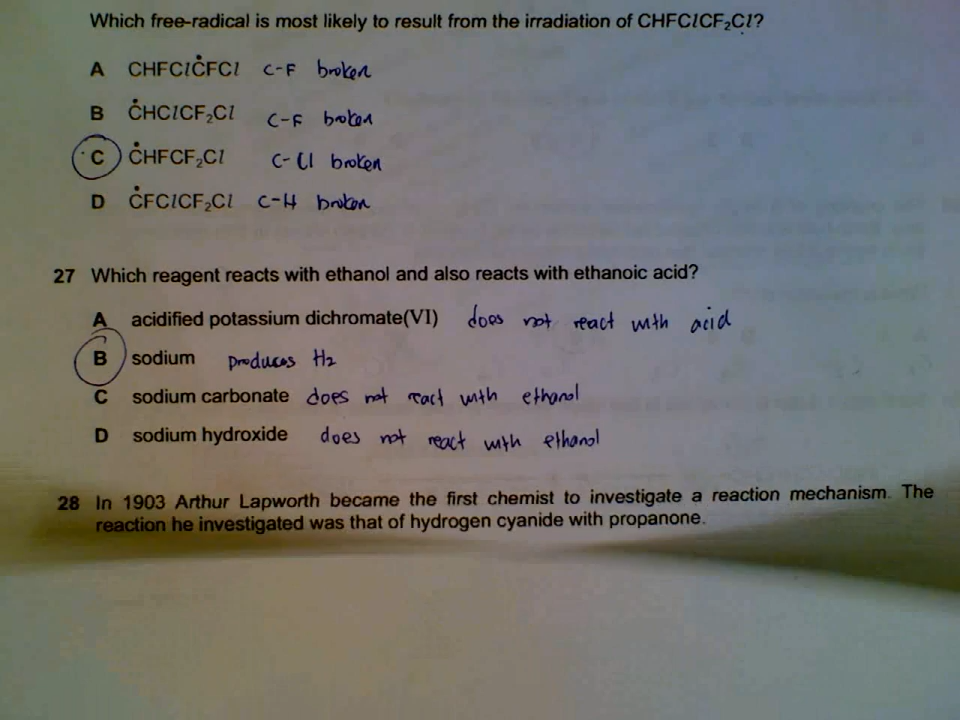 Which free-radical is most likely to result from the irradiation of CHFClCF₂Cl?
A CHFClĊFCl C-F broken
B ĊHClCF₂Cl C-F broken
C ĊHFCF₂Cl C-Cl broken
D ĊFClCF₂Cl C-H broken
27 Which reagent reacts with ethanol and also reacts with ethanoic acid?
A acidified potassium dichromate(VI) does not react with acid
B sodium produces H₂
C sodium carbonate does not react with ethanol
D sodium hydroxide does not react with ethanol
28 In 1903 Arthur Lapworth became the first chemist to investigate a reaction mechanism. The
reaction he investigated was that of hydrogen cyanide with propanone.